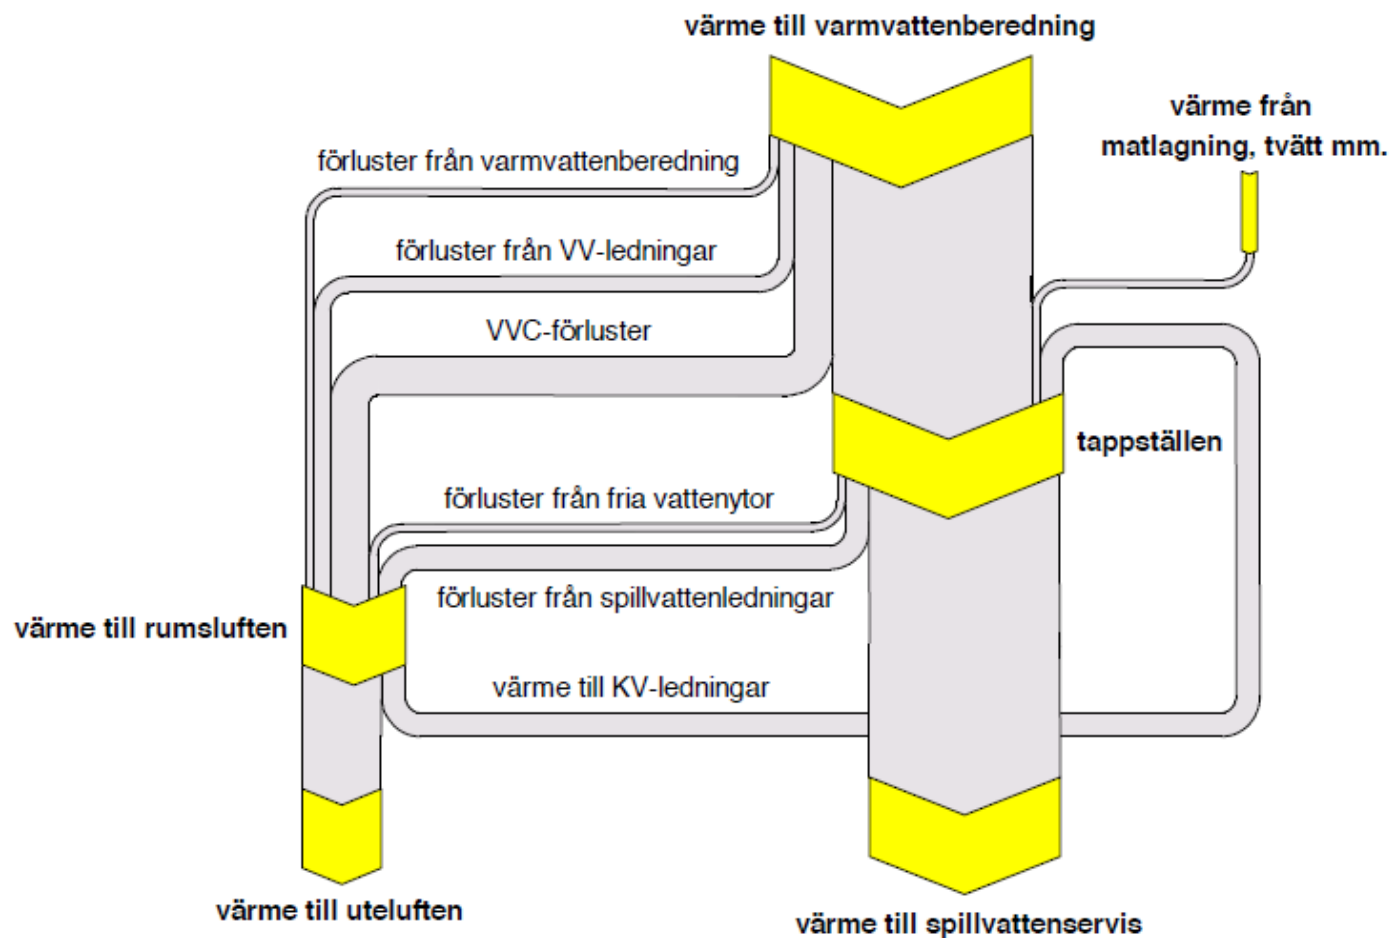 värme till varmvattenberedning
värme från
matlagning, tvätt mm.
förluster från varmvattenberedning
förluster från VV-ledningar
VVC-förluster
tappställen
förluster från fria vattenytor
förluster från spillvattenledningar
värme till rumsluften
värme till KV-ledningar
värme till uteluften
värme till spillvattenservis